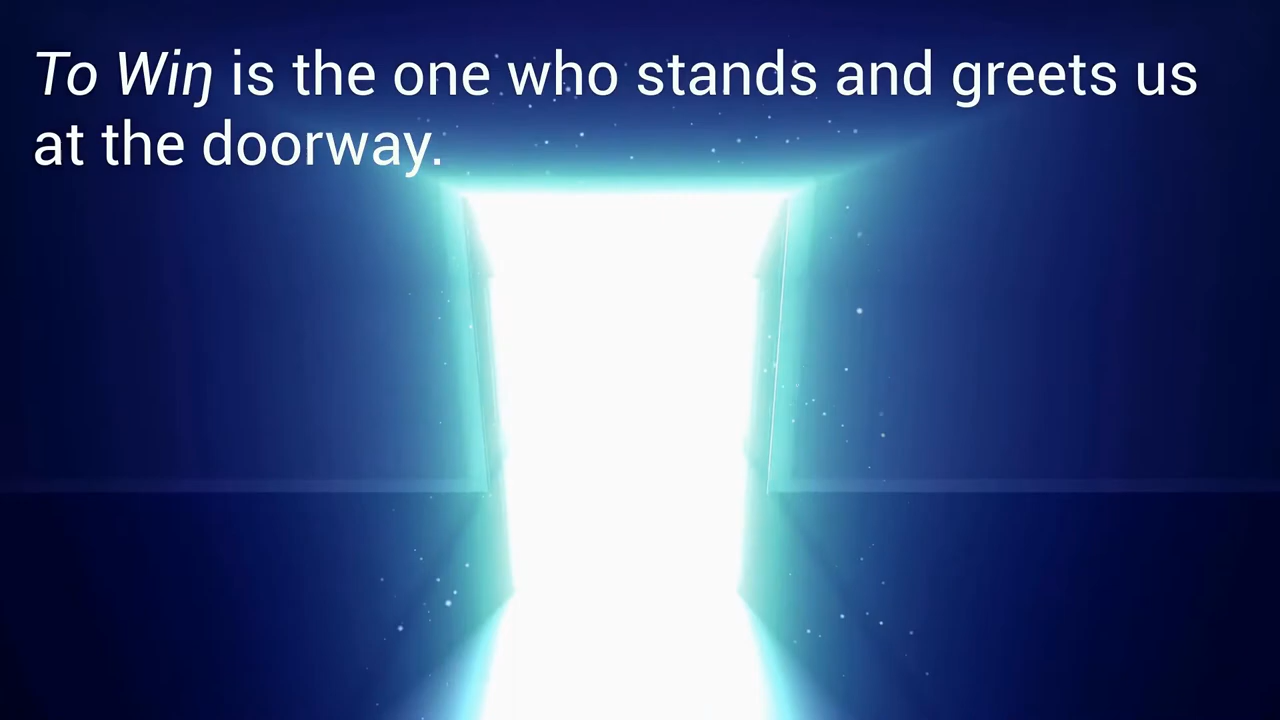 To Wiŋ is the one who stands and greets us
at the doorway.